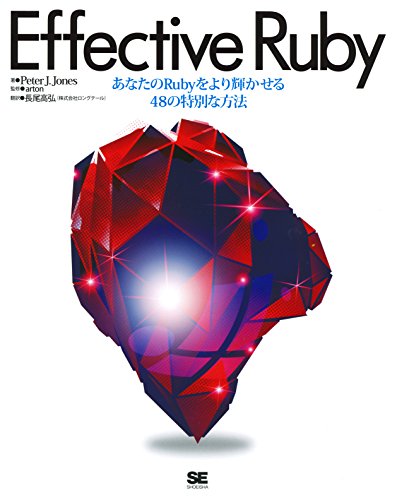 Effective Ruby
著●Peter J. Jones
監修●arton
翻訳●長尾高弘[株式会社ロングテール]
あなたのRubyをより輝かせる
48の特別な方法
SE
SHOEISHA